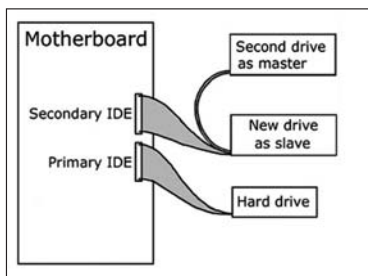 Motherboard
Second drive
as master
Secondary IDE
New drive
as slave
Primary IDE
Hard drive